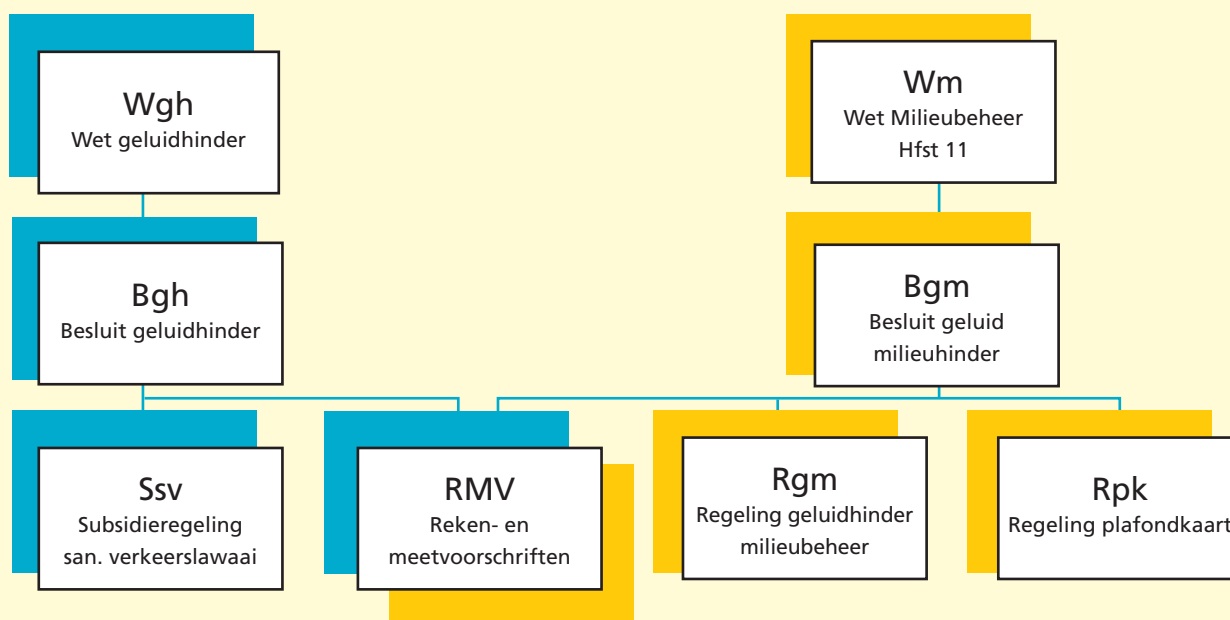 Wgh
Wet geluidhinder
Wm
Wet Milieubeheer
Hfst 11
Bgh
Besluit geluidhinder
Bgm
Besluit geluid
milieuhinder
Ssv
Subsidieregeling
san. verkeerslawaai
RMV
Reken- en
meetvoorschriften
Rgm
Regeling geluidhinder
milieubeheer
Rpk
Regeling plafondkaart